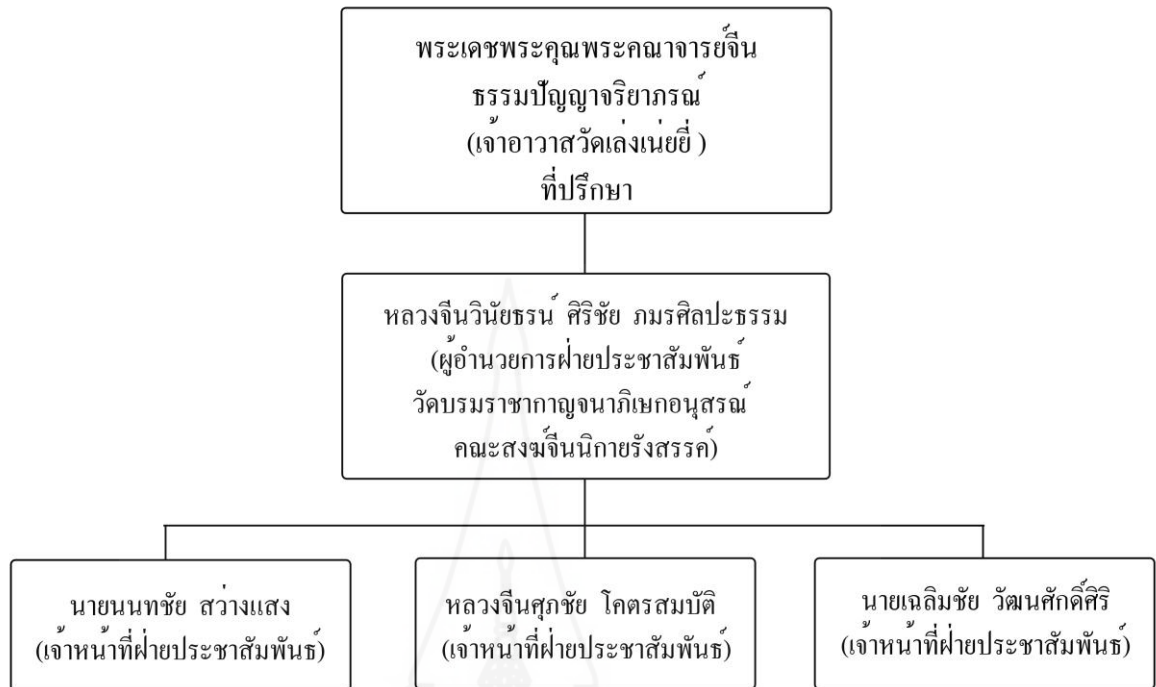 พระเดชพระคุณพระคณาจารย์จีน
ธรรมปัญญาจริยาภรณ์
(เจ้าอาวาสวัดเล่งเน่ยยี่ )
ที่ปรึกษา
หลวงจีนวินัยธรน์ ศิริชัย ภมรศิลปะธรรม
(ผู้อำนวยการฝ่ายประชาสัมพันธ์
วัดบรมราชากาญจนาภิเษกอนุสรณ์
คณะสงฆ์จีนนิกายรังสรรค์)
นายนนทชัย สว่างแสง
(เจ้าหน้าที่ฝ่ายประชาสัมพันธ์)
หลวงจีนศุภชัย โคตรสมบัติ
(เจ้าหน้าที่ฝ่ายประชาสัมพันธ์)
นายเฉลิมชัย วัฒนศักดิ์ศิริ
(เจ้าหน้าที่ฝ่ายประชาสัมพันธ์)